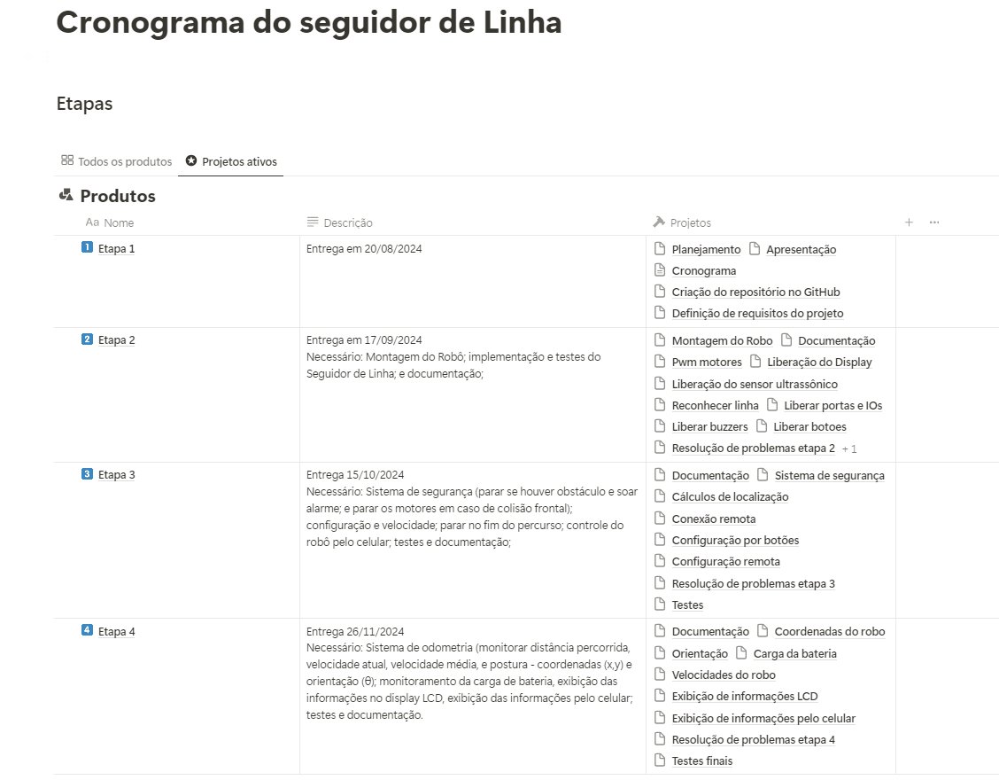 Cronograma do seguidor de Linha
Etapas
Todos os produtos Projetos ativos
Produtos
Aa Nome Descrição Projetos + ...
1 Etapa 1
Entrega em 20/08/2024
Planejamento Apresentação
Cronograma
Criação do repositório no GitHub
Definição de requisitos do projeto
2 Etapa 2
Entrega em 17/09/2024
Necessário: Montagem do Robô; implementação e testes do
Seguidor de Linha; e documentação;
Montagem do Robo Documentação
Pwm motores Liberação do Display
Liberação do sensor ultrassônico
Reconhecer linha Liberar portas e IOs
Liberar buzzers Liberar botoes
Resolução de problemas etapa 2 + 1
3 Etapa 3
Entrega 15/10/2024
Necessário: Sistema de segurança (parar se houver obstáculo e soar
alarme; e parar os motores em caso de colisão frontal);
configuração e velocidade; parar no fim do percurso; controle do
robô pelo celular; testes e documentação;
Documentação Sistema de segurança
Cálculos de localização
Conexão remota
Configuração por botões
Configuração remota
Resolução de problemas etapa 3
Testes
4 Etapa 4
Entrega 26/11/2024
Necessário: Sistema de odometria (monitorar distância percorrida,
velocidade atual, velocidade média, e postura - coordenadas (x,y) e
orientação (θ); monitoramento da carga de bateria, exibição das
informações no display LCD, exibição das informações pelo celular;
testes e documentação.
Documentação Coordenadas do robo
Orientação Carga da bateria
Velocidades do robo
Exibição de informações LCD
Exibição de informações pelo celular
Resolução de problemas etapa 4
Testes finais